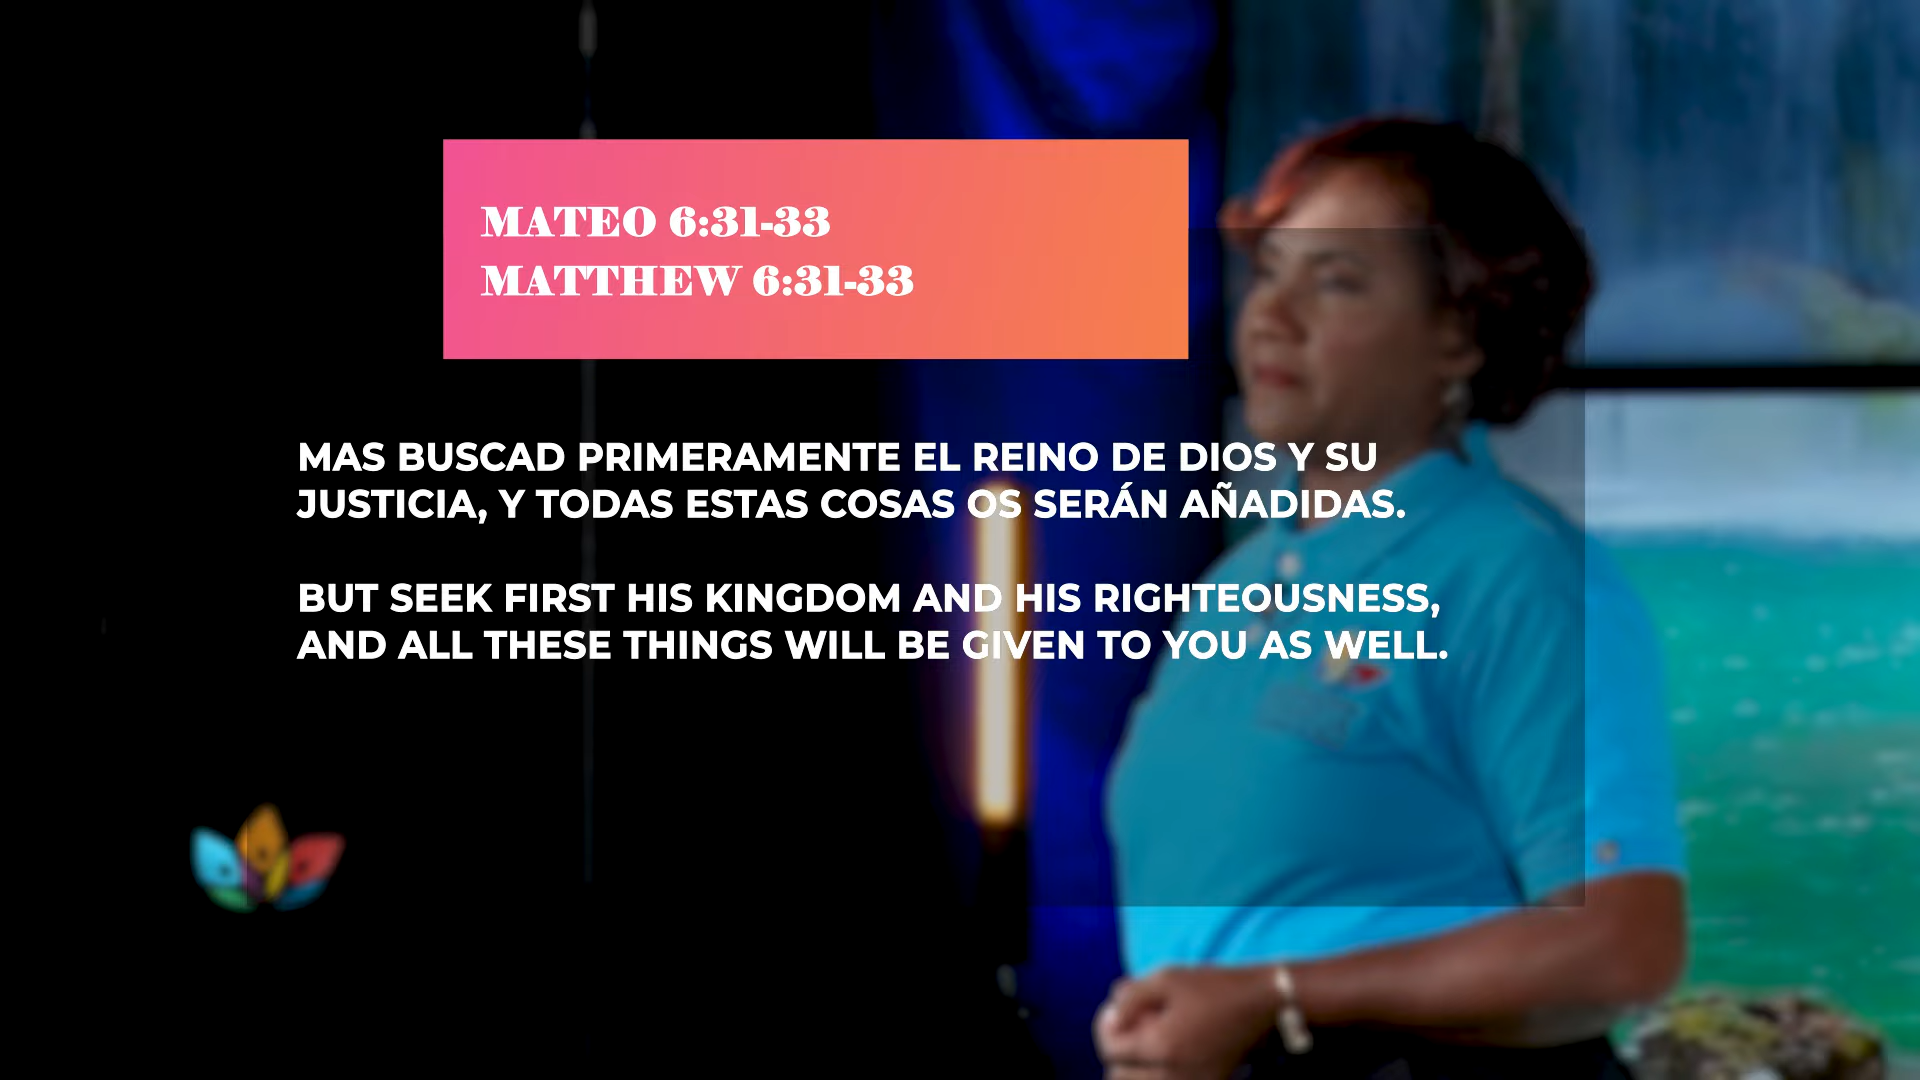 MATEO 6:31-33
MATTHEW 6:31-33
MAS BUSCAD PRIMERAMENTE EL REINO DE DIOS Y SU
JUSTICIA, Y TODAS ESTAS COSAS OS SERÁN AÑADIDAS.
BUT SEEK FIRST HIS KINGDOM AND HIS RIGHTEOUSNESS,
AND ALL THESE THINGS WILL BE GIVEN TO YOU AS WELL.